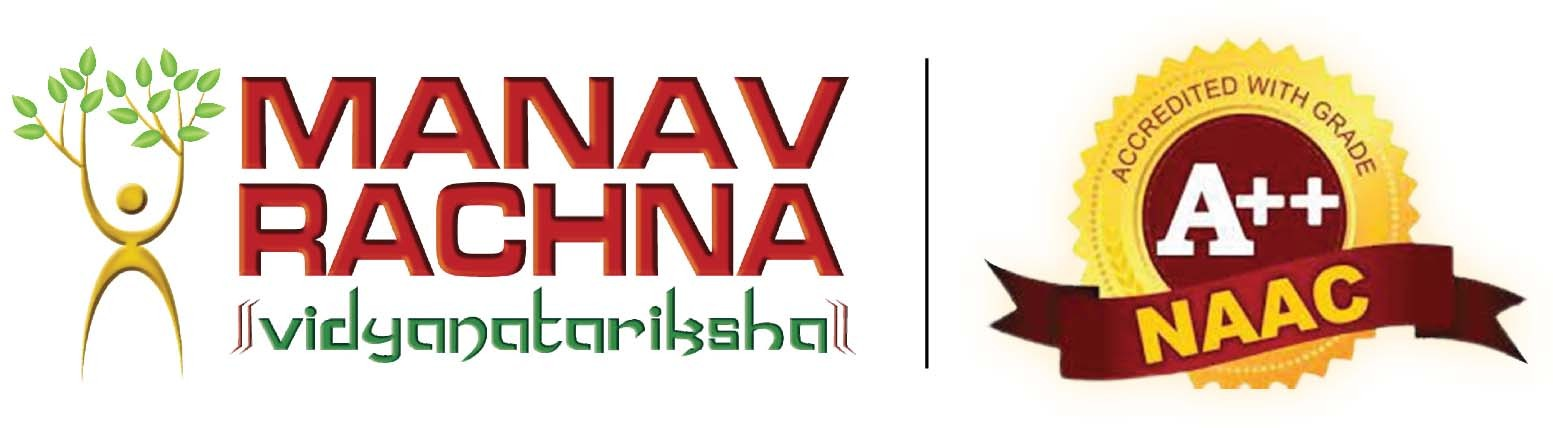 MANAV
RACHNA
vidyanatariksha
ACCREDITED WITH GRADE
A++
NAAC